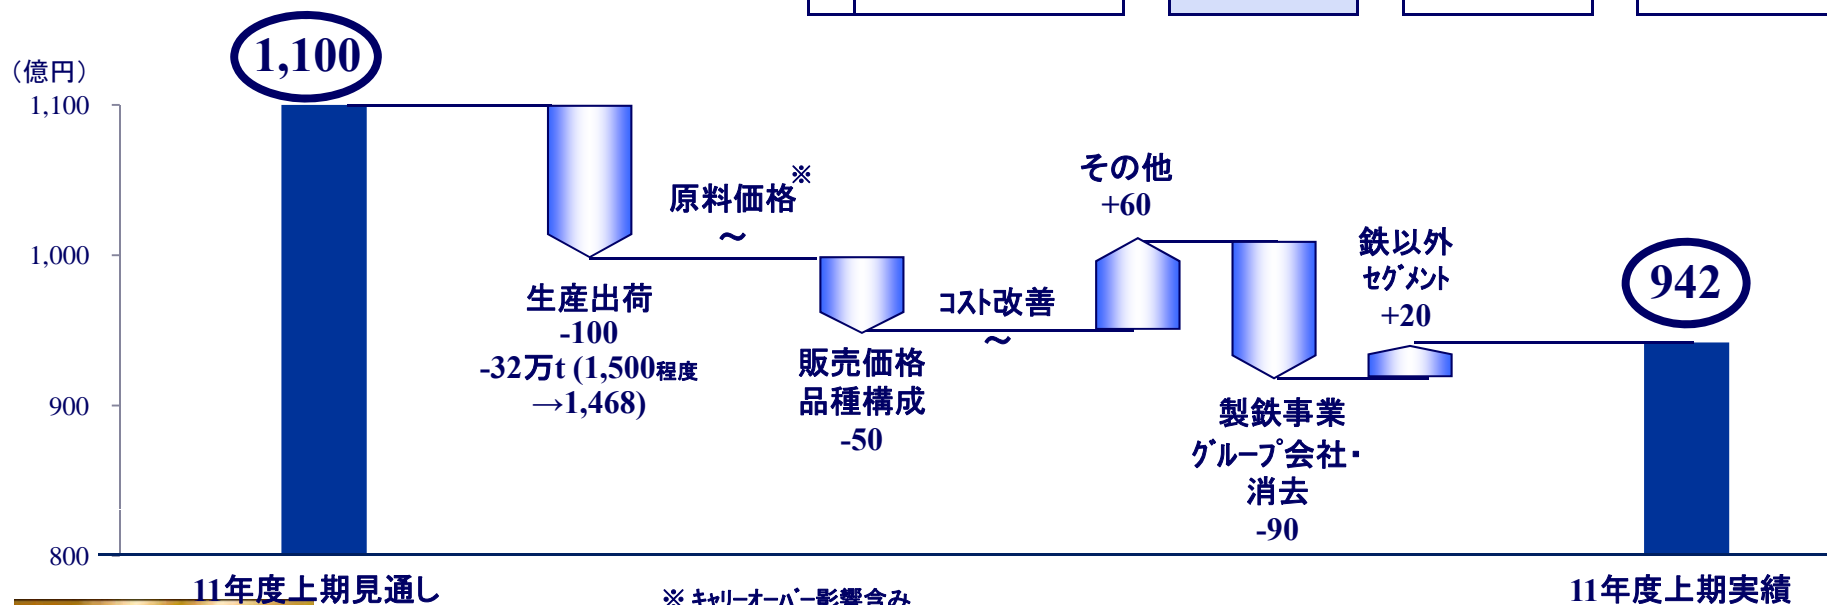 1,100
（億円）
1,100
1,000
900
800
生産出荷
-100
-32万t (1,500程度
→1,468)
原料価格※
～
販売価格
品種構成
-50
コスト改善
～
その他
+60
製鉄事業
グループ会社・
消去
-90
鉄以外
セグメント
+20
942
11年度上期見通し
※ キャリーオーバー影響含み
11年度上期実績